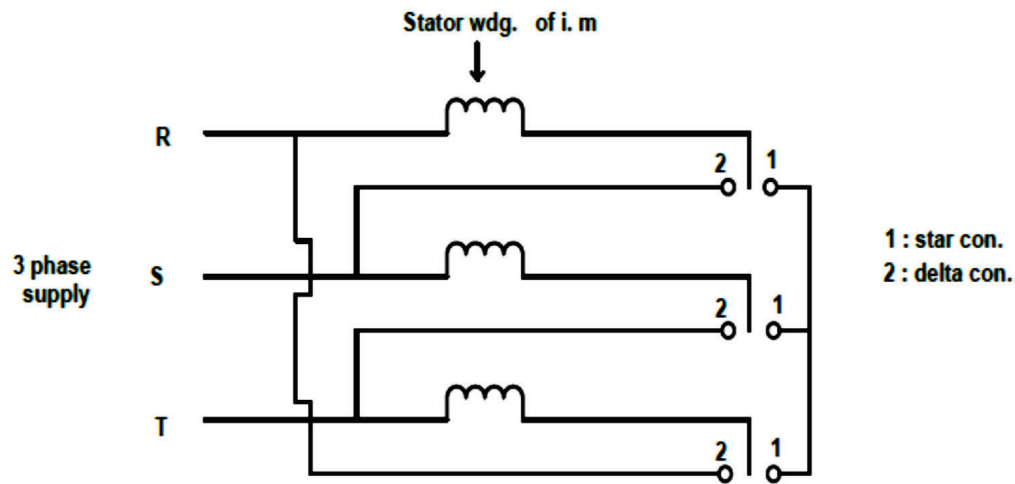 Stator wdg. of i. m
R
2 1
3 phase
supply
S
1 : star con.
2 : delta con.
2 1
T
2 1